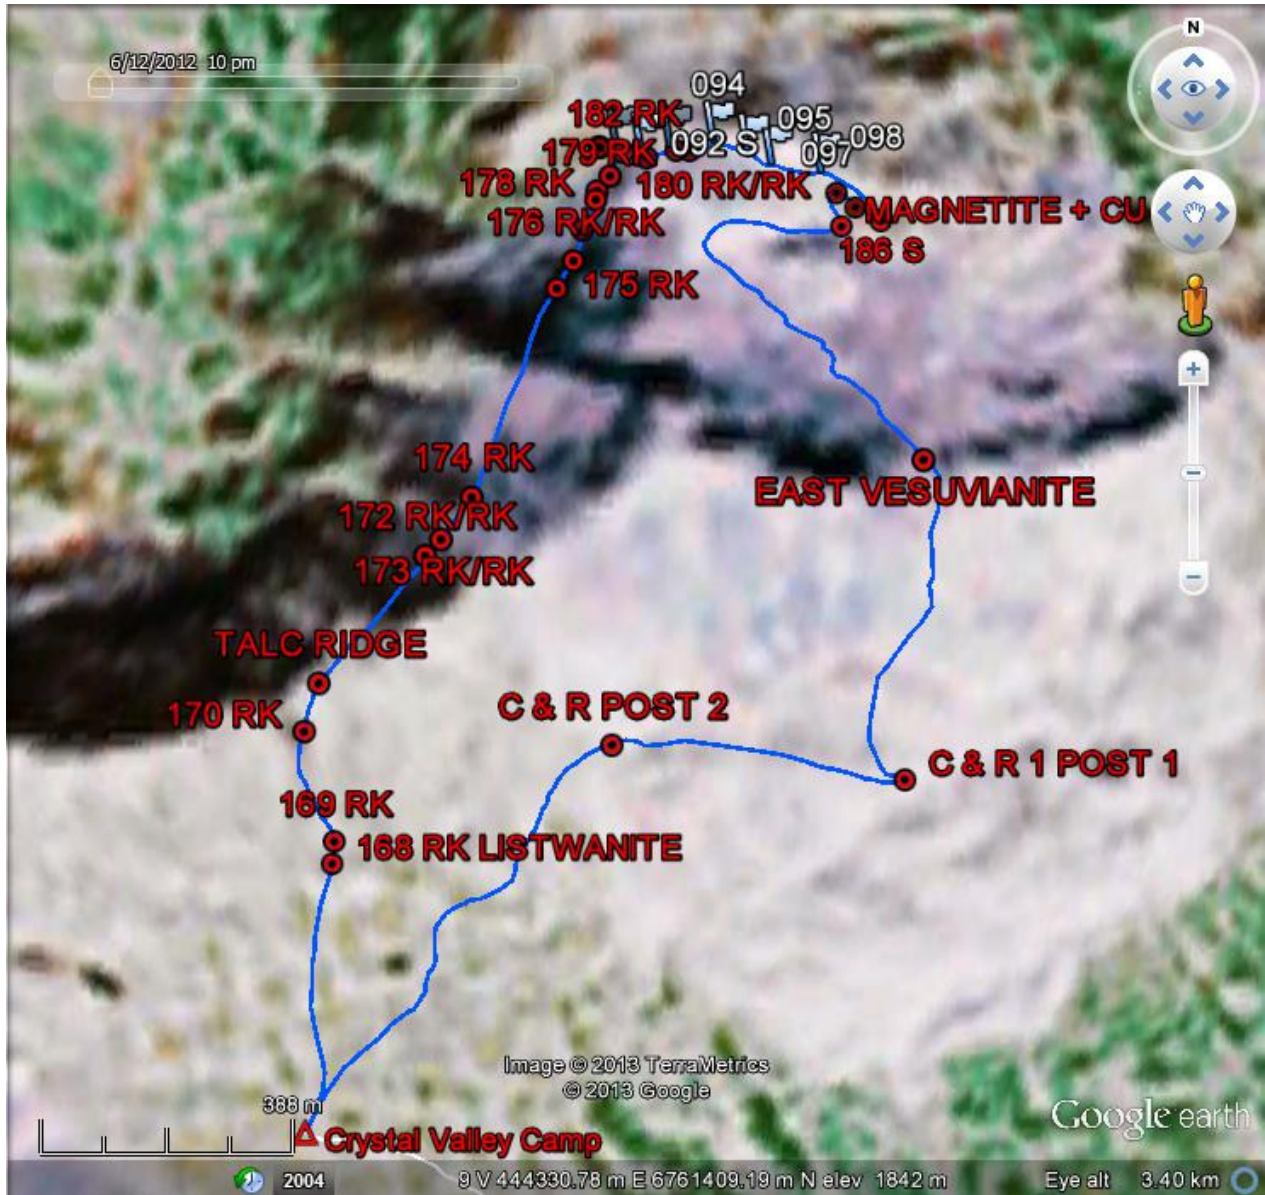 N
6/12/2012 10 pm
094
182 RK
095
098
179 RK
092 S
097
178 RK
180 RK/RK
MAGNETITE + CU
176 RK/RK
186 S
175 RK
174 RK
EAST VESUVIANITE
172 RK/RK
173 RK/RK
TALC RIDGE
170 RK
C & R POST 2
C & R 1 POST 1
169 RK
168 RK LISTWANITE
Image © 2013 TerraMetrics
© 2013 Google
388 m
Google earth
Crystal Valley Camp
2004
9 V 444330.78 m E 6761409.19 m N elev 1842 m
Eye alt 3.40 km